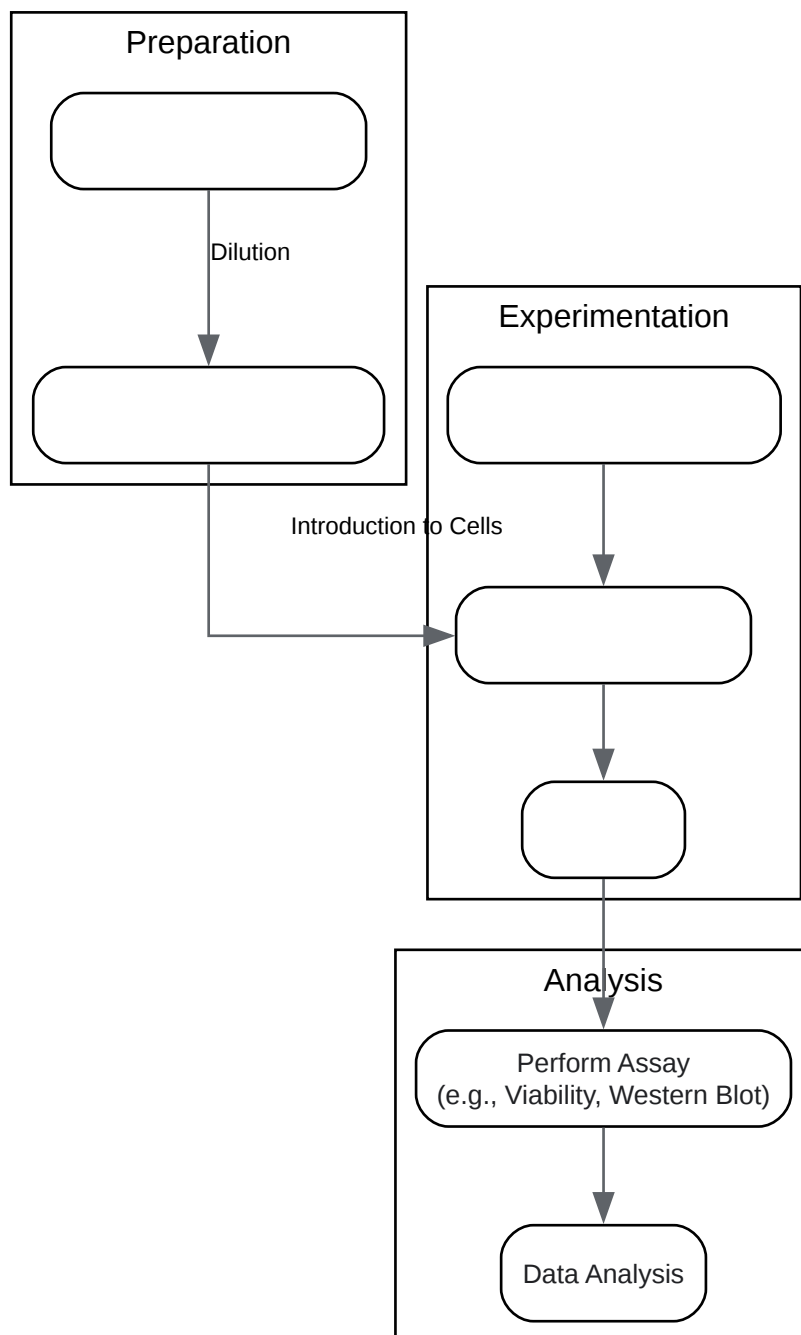 Preparation
Dilution
Experimentation
Introduction to Cells
Analysis
Perform Assay
(e.g., Viability, Western Blot)
Data Analysis